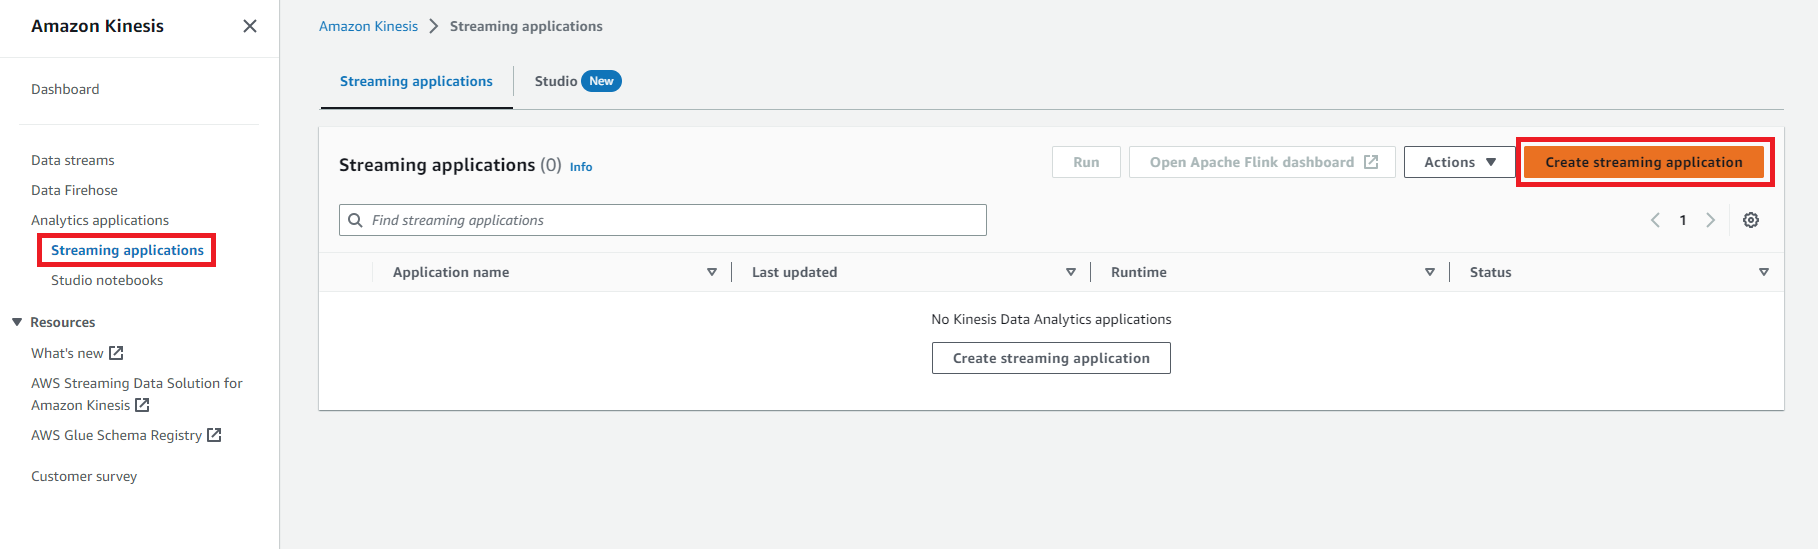 Amazon Kinesis
Dashboard
Data streams
Data Firehose
Analytics applications
Streaming applications
Studio notebooks
Resources
What's new
AWS Streaming Data Solution for
Amazon Kinesis
AWS Glue Schema Registry
Customer survey
Amazon Kinesis > Streaming applications
Streaming applications Studio New
Streaming applications (0) Info Run Open Apache Flink dashboard Actions Create streaming application
Find streaming applications 1
Application name Last updated Runtime Status
No Kinesis Data Analytics applications
Create streaming application